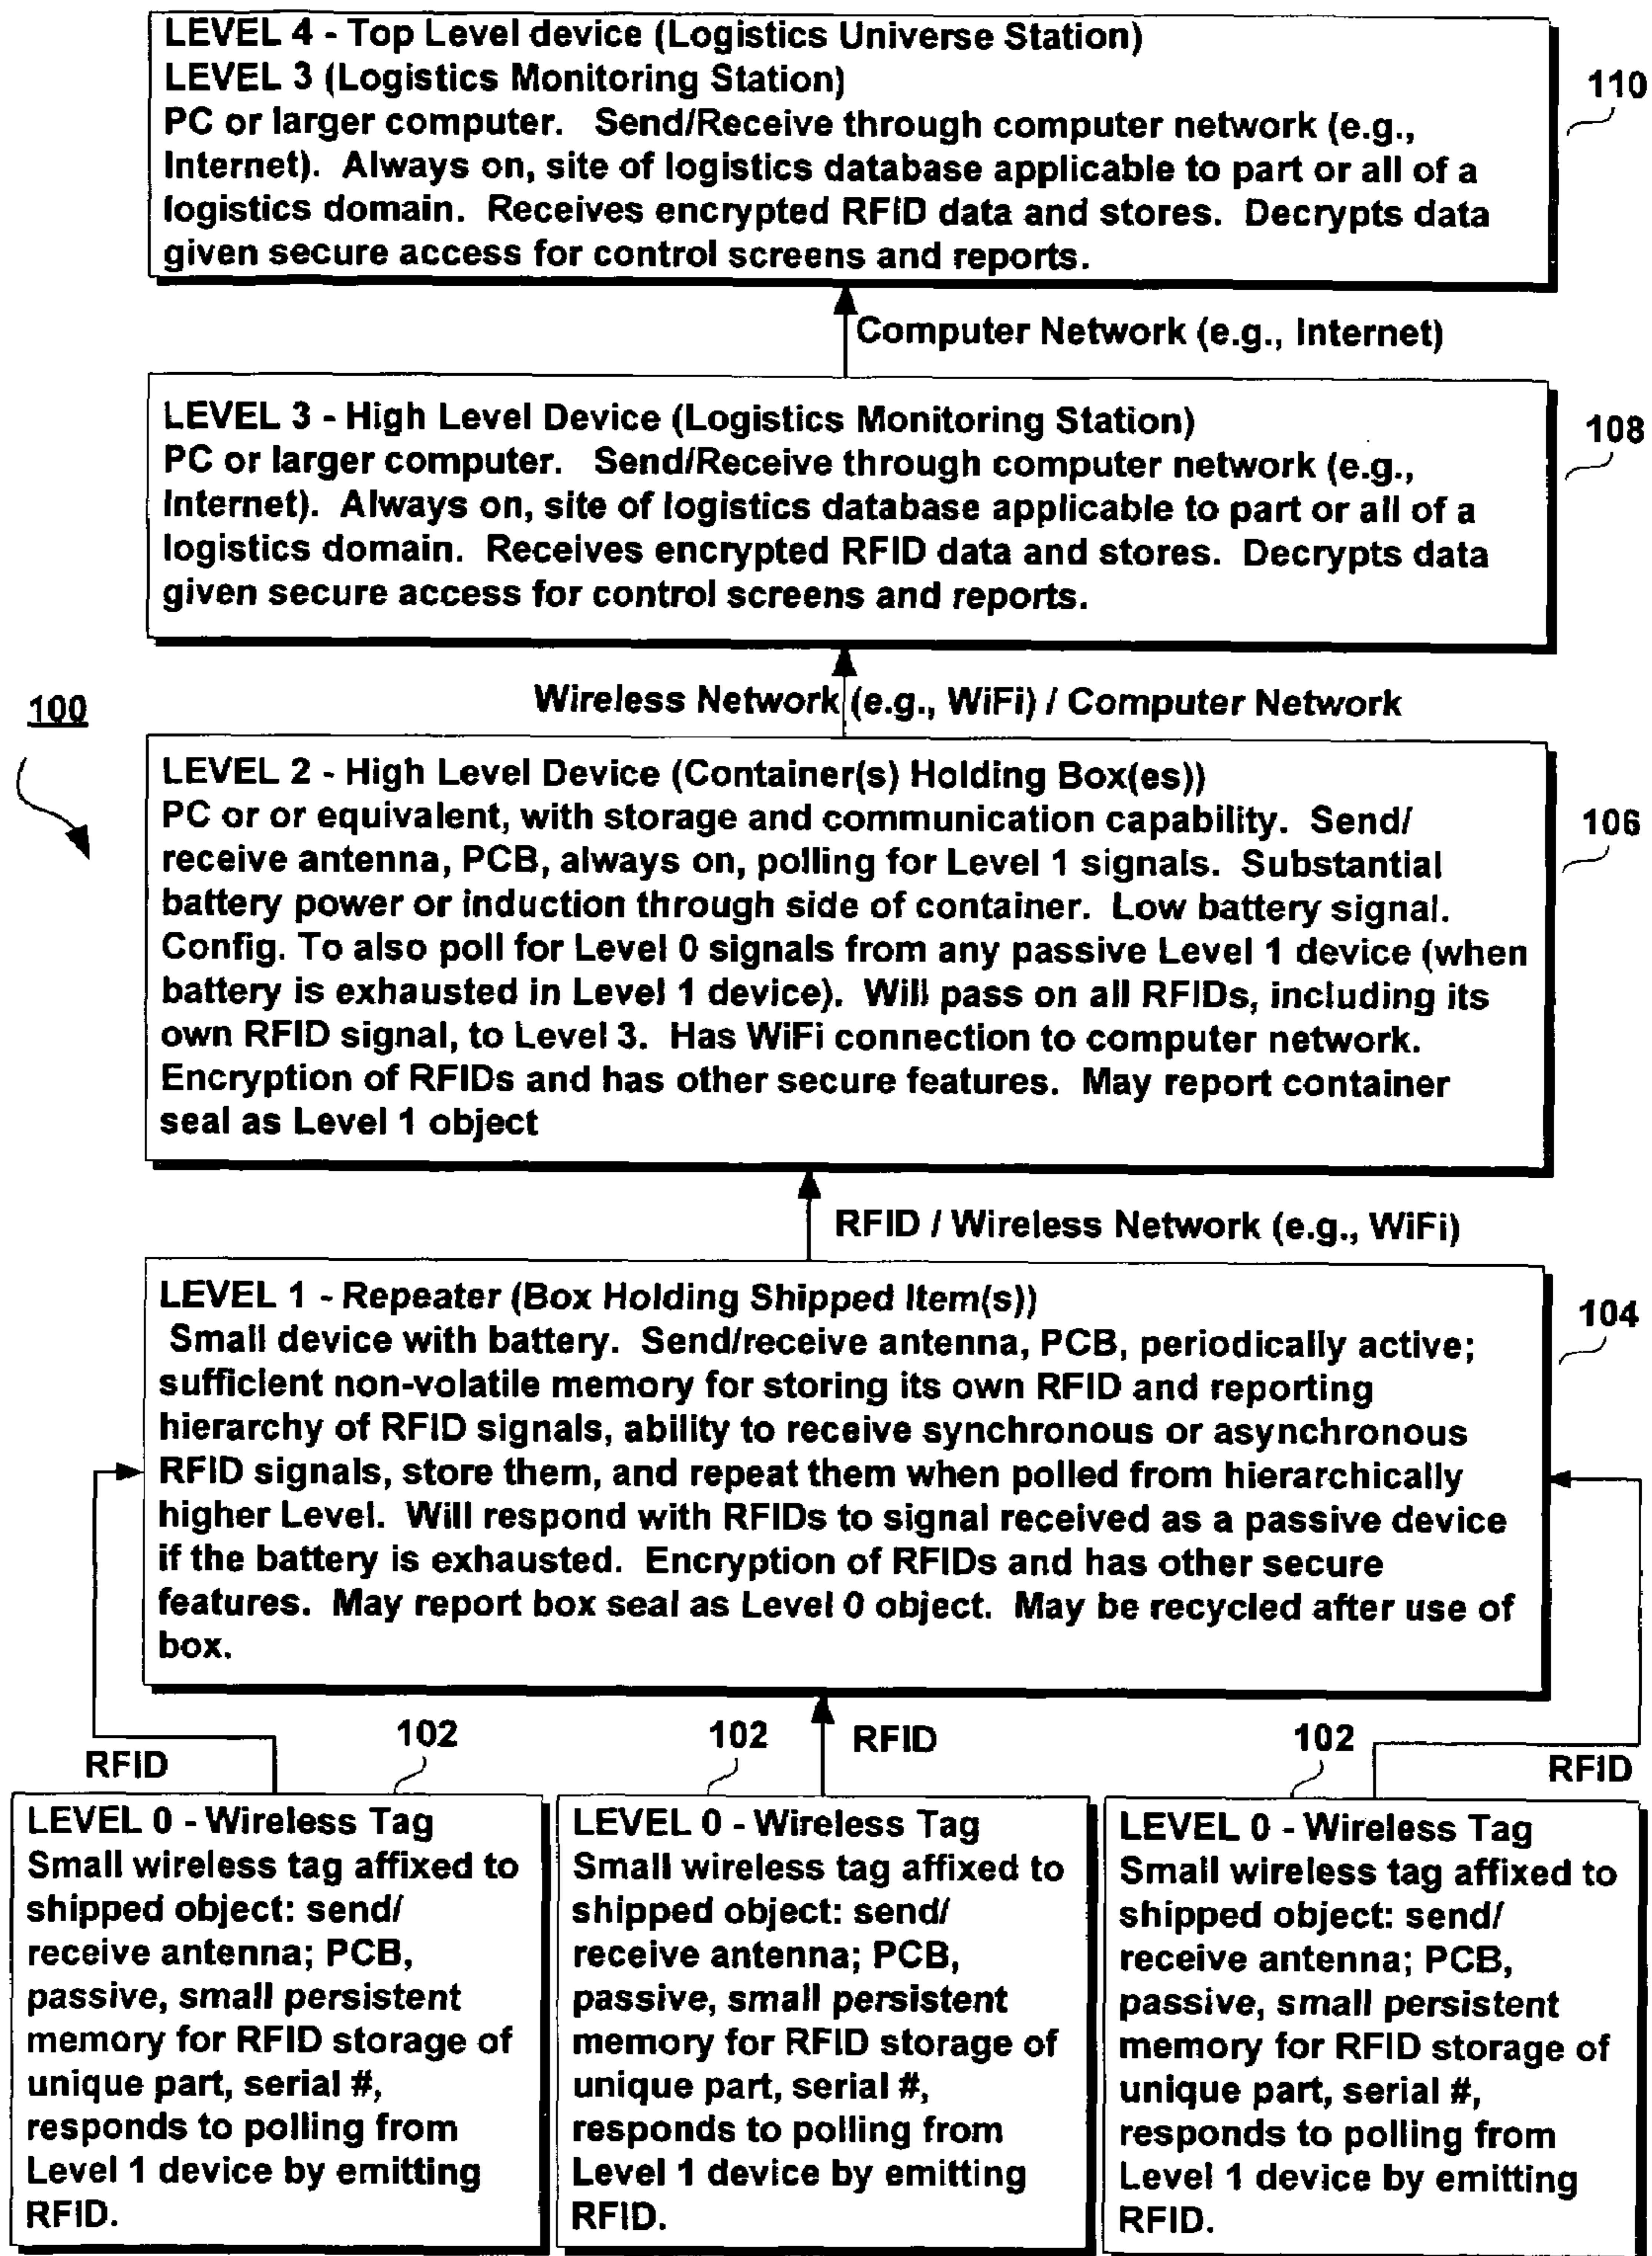 LEVEL 4 - Top Level device (Logistics Universe Station)
LEVEL 3 (Logistics Monitoring Station)
PC or larger computer. Send/Receive through computer network (e.g.,
Internet). Always on, site of logistics database applicable to part or all of a
logistics domain. Receives encrypted RFID data and stores. Decrypts data
given secure access for control screens and reports.
110
Computer Network (e.g., Internet)
LEVEL 3 - High Level Device (Logistics Monitoring Station)
PC or larger computer. Send/Receive through computer network (e.g.,
Internet). Always on, site of logistics database applicable to part or all of a
logistics domain. Receives encrypted RFID data and stores. Decrypts data
given secure access for control screens and reports.
108
Wireless Network (e.g., WiFi) / Computer Network
100
LEVEL 2 - High Level Device (Container(s) Holding Box(es))
PC or or equivalent, with storage and communication capability. Send/
receive antenna, PCB, always on, polling for Level 1 signals. Substantial
battery power or induction through side of container. Low battery signal.
Config. To also poll for Level 0 signals from any passive Level 1 device (when
battery is exhausted in Level 1 device). Will pass on all RFIDs, including its
own RFID signal, to Level 3. Has WiFi connection to computer network.
Encryption of RFIDs and has other secure features. May report container
seal as Level 1 object
106
RFID / Wireless Network (e.g., WiFi)
LEVEL 1 - Repeater (Box Holding Shipped Item(s))
Small device with battery. Send/receive antenna, PCB, periodically active;
sufficient non-volatile memory for storing its own RFID and reporting
hierarchy of RFID signals, ability to receive synchronous or asynchronous
RFID signals, store them, and repeat them when polled from hierarchically
higher Level. Will respond with RFIDs to signal received as a passive device
if the battery is exhausted. Encryption of RFIDs and has other secure
features. May report box seal as Level 0 object. May be recycled after use of
box.
104
RFID
102
102
RFID
102
RFID
LEVEL 0 - Wireless Tag
Small wireless tag affixed to
shipped object: send/
receive antenna; PCB,
passive, small persistent
memory for RFID storage of
unique part, serial #,
responds to polling from
Level 1 device by emitting
RFID.
LEVEL 0 - Wireless Tag
Small wireless tag affixed to
shipped object: send/
receive antenna; PCB,
passive, small persistent
memory for RFID storage of
unique part, serial #,
responds to polling from
Level 1 device by emitting
RFID.
LEVEL 0 - Wireless Tag
Small wireless tag affixed to
shipped object: send/
receive antenna; PCB,
passive, small persistent
memory for RFID storage of
unique part, serial #,
responds to polling from
Level 1 device by emitting
RFID.